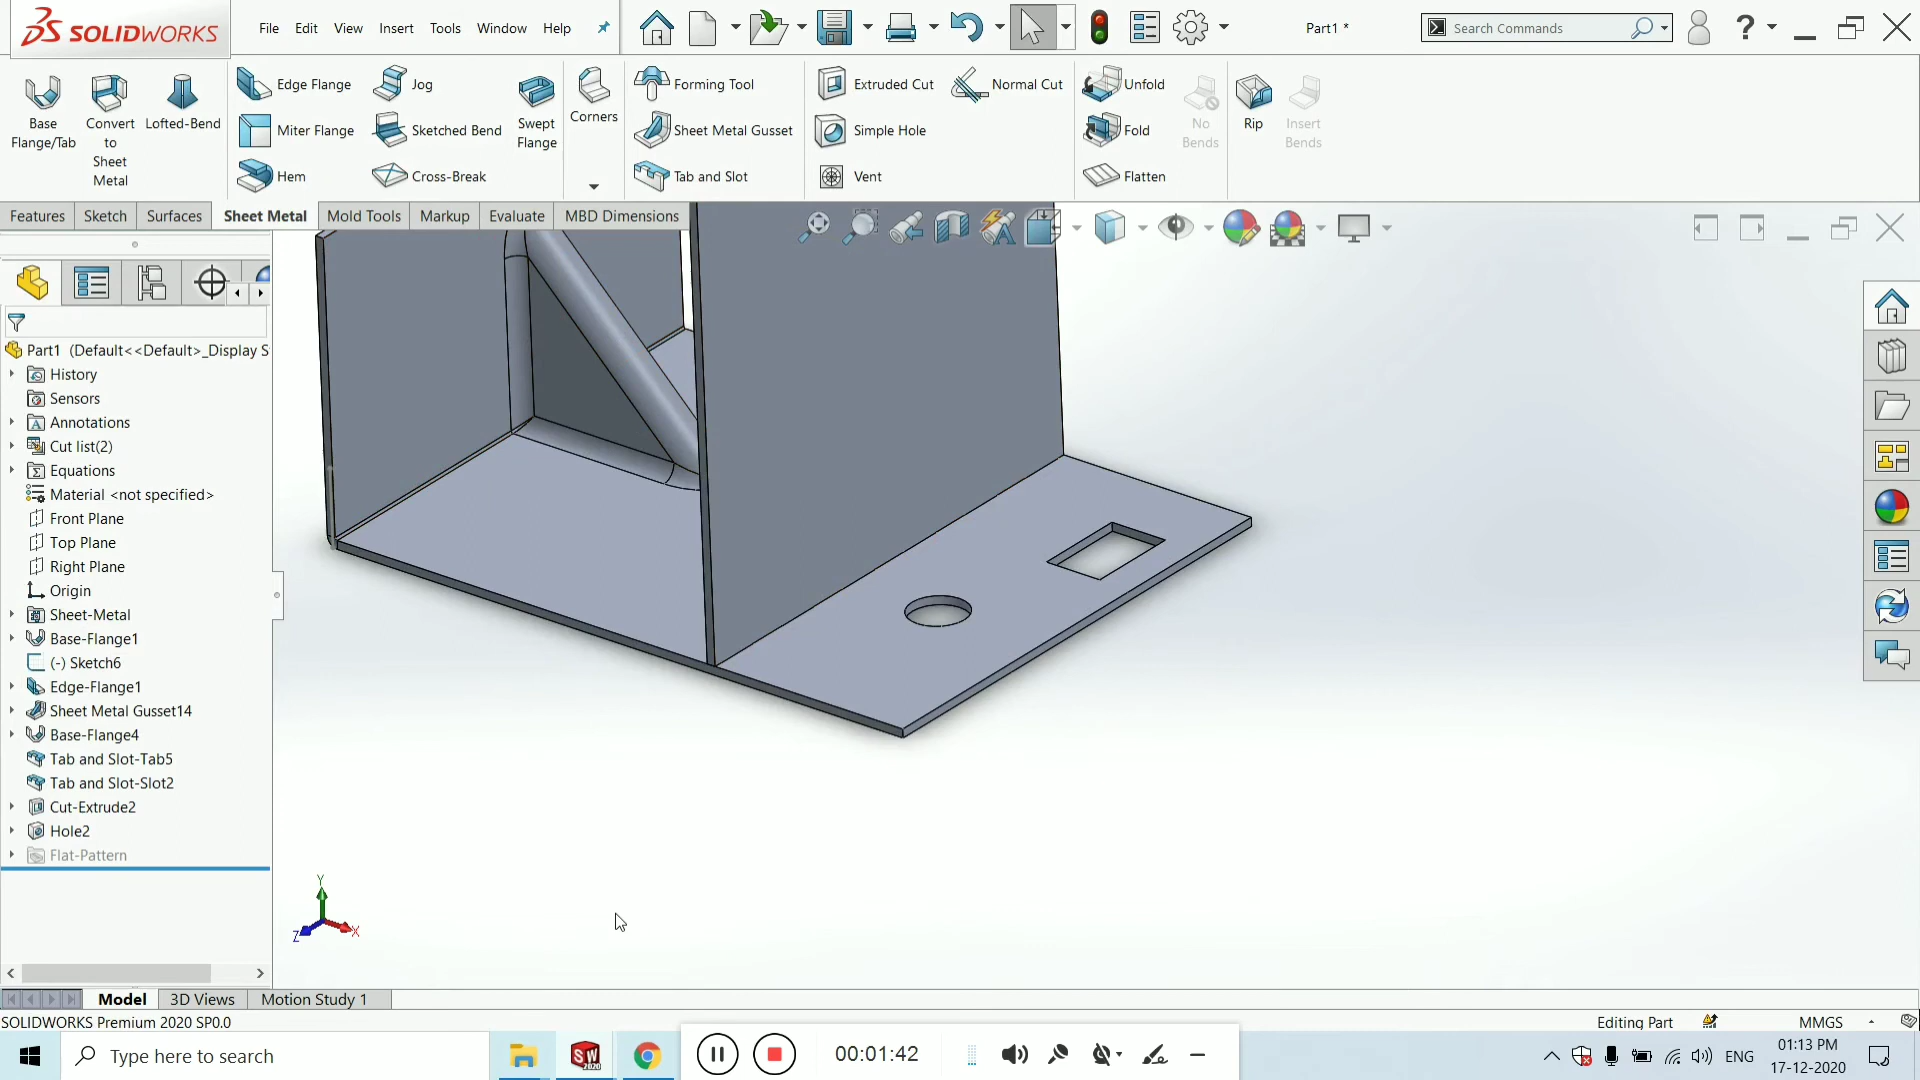 SOLIDWORKS
File Edit View Insert Tools Window Help
Part1 *
Search Commands
?
Base
Flange/Tab
Convert
to
Sheet
Metal
Lofted-Bend
Edge Flange
Miter Flange
Hem
Jog
Sketched Bend
Cross-Break
Swept
Flange
Corners
Forming Tool
Sheet Metal Gusset
Tab and Slot
Extruded Cut
Simple Hole
Vent
Normal Cut
Unfold
Fold
Flatten
No
Bends
Rip
Insert
Bends
Features Sketch Surfaces Sheet Metal Mold Tools Markup Evaluate MBD Dimensions
Part1 (Default<<Default>_Display S
History
Sensors
Annotations
Cut list(2)
Equations
Material <not specified>
Front Plane
Top Plane
Right Plane
Origin
Sheet-Metal
Base-Flange1
(-) Sketch6
Edge-Flange1
Sheet Metal Gusset14
Base-Flange4
Tab and Slot-Tab5
Tab and Slot-Slot2
Cut-Extrude2
Hole2
Flat-Pattern
Y
Z
X
Model 3D Views Motion Study 1
SOLIDWORKS Premium 2020 SP0.0
Editing Part
MMGS
Type here to search
SW
2020
00:01:42
ENG
01:13 PM
17-12-2020